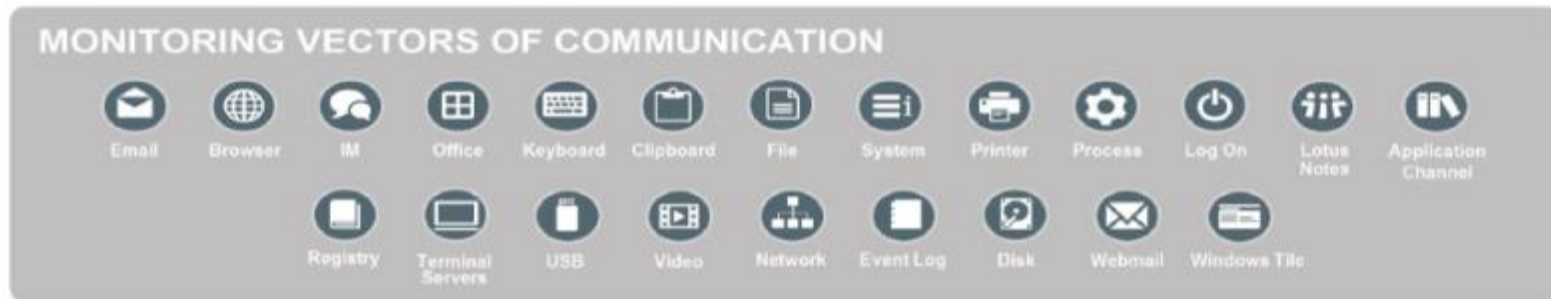 MONITORING VECTORS OF COMMUNICATION
Email Browser IM Office Keyboard Clipboard File System Printer Process Log On Lotus Notes Application Channel
Registry Terminal Servers USB Video Network Event Log Disk Webmail Windows Tile